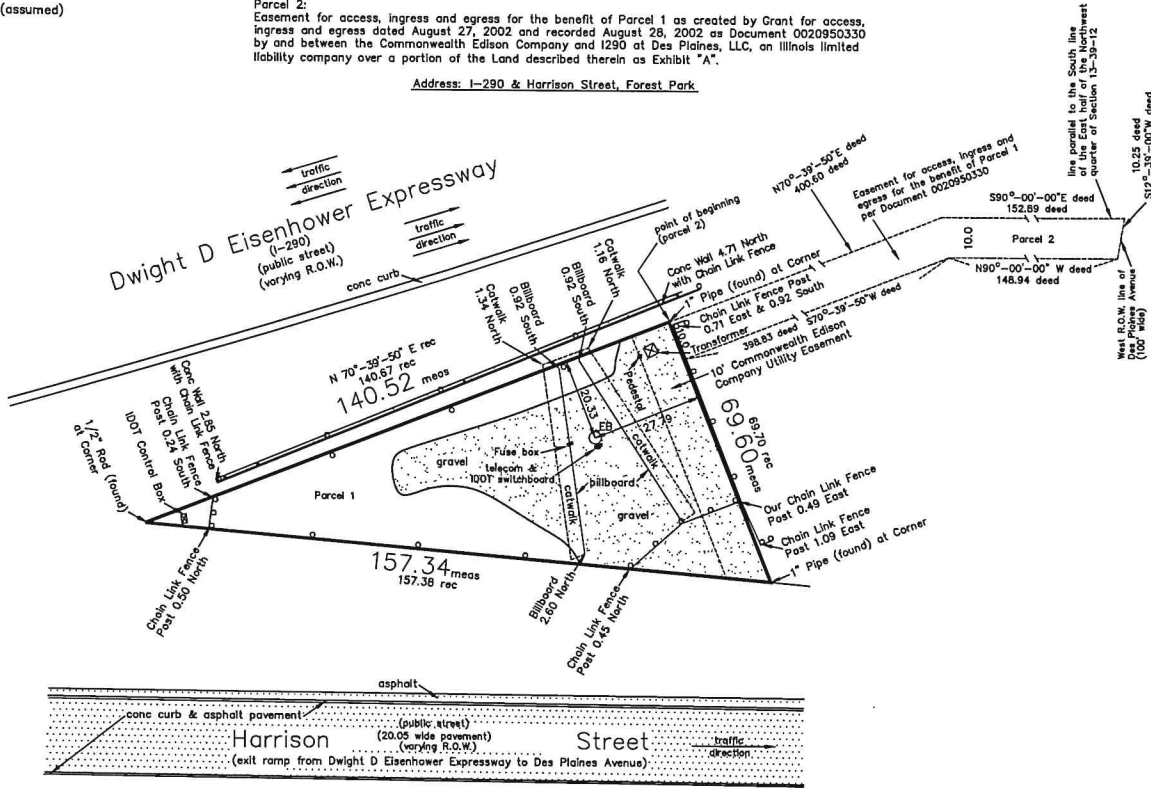 (assumed)
Parcel 2:
Easement for access, ingress and egress for the benefit of Parcel 1 as created by Grant for access,
ingress and egress dated August 27, 2002 and recorded August 28, 2002 as Document 0020950330
by and between the Commonwealth Edison Company and I290 at Des Plaines, LLC, an Illinois limited
liability company over a portion of the Land described therein as Exhibit "A".
Address: I-290 & Harrison Street, Forest Park
line parallel to the South line
of the East half of the Northwest
quarter of Section 13-39-12
10.25 deed
S12°-39'-00"W deed
traffic
direction
Dwight D Eisenhower Expressway
(I-290)
(public street)
(varying R.O.W.)
traffic
direction
conc curb
N70°-39'-50"E deed
400.60 deed
Easement for access, ingress and
egress for the benefit of Parcel 1
per Document 0020950330
S90°-00'-00"E deed
152.89 deed
10.0
Parcel 2
N90°-00'-00" W deed
148.94 deed
West R.O.W. line of
Des Plaines Avenue
(100' wide)
point of beginning
(parcel 2)
Catwalk
1.16 North
Billboard
0.92 South
Billboard
0.92 South
Catwalk
1.34 North
Conc Wall 4.71 North
with Chain Link Fence
1" Pipe (found) at Corner
Chain Link Fence Post
0.71 East & 0.92 South
10.0
Transformer
398.83 deed S70°-39'-50"W deed
10' Commonwealth Edison
Company Utility Easement
Pedestal
N 70°-39'-50" E rec
140.67 rec
140.52 meas
Conc Wall 2.85 North
with Chain Link Fence
Chain Link Fence
Post 0.24 South
IDOT Control Box
1/2" Rod (found)
at Corner
20.33
EB
27.79
69.70 rec
69.60 meas
Fuse box
gravel
telecom &
IDOT switchboard
catwalk
billboard
catwalk
gravel
Parcel 1
Our Chain Link Fence
Post 0.49 East
Chain Link Fence
Post 1.09 East
1" Pipe (found) at Corner
157.34 meas
157.38 rec
Chain Link Fence
Post 0.50 North
Billboard
2.60 North
Chain Link Fence
Post 0.45 North
asphalt
conc curb & asphalt pavement
(public street)
(20.05 wide pavement)
(varying R.O.W.)
Harrison Street
traffic
direction
(exit ramp from Dwight D Eisenhower Expressway to Des Plaines Avenue)